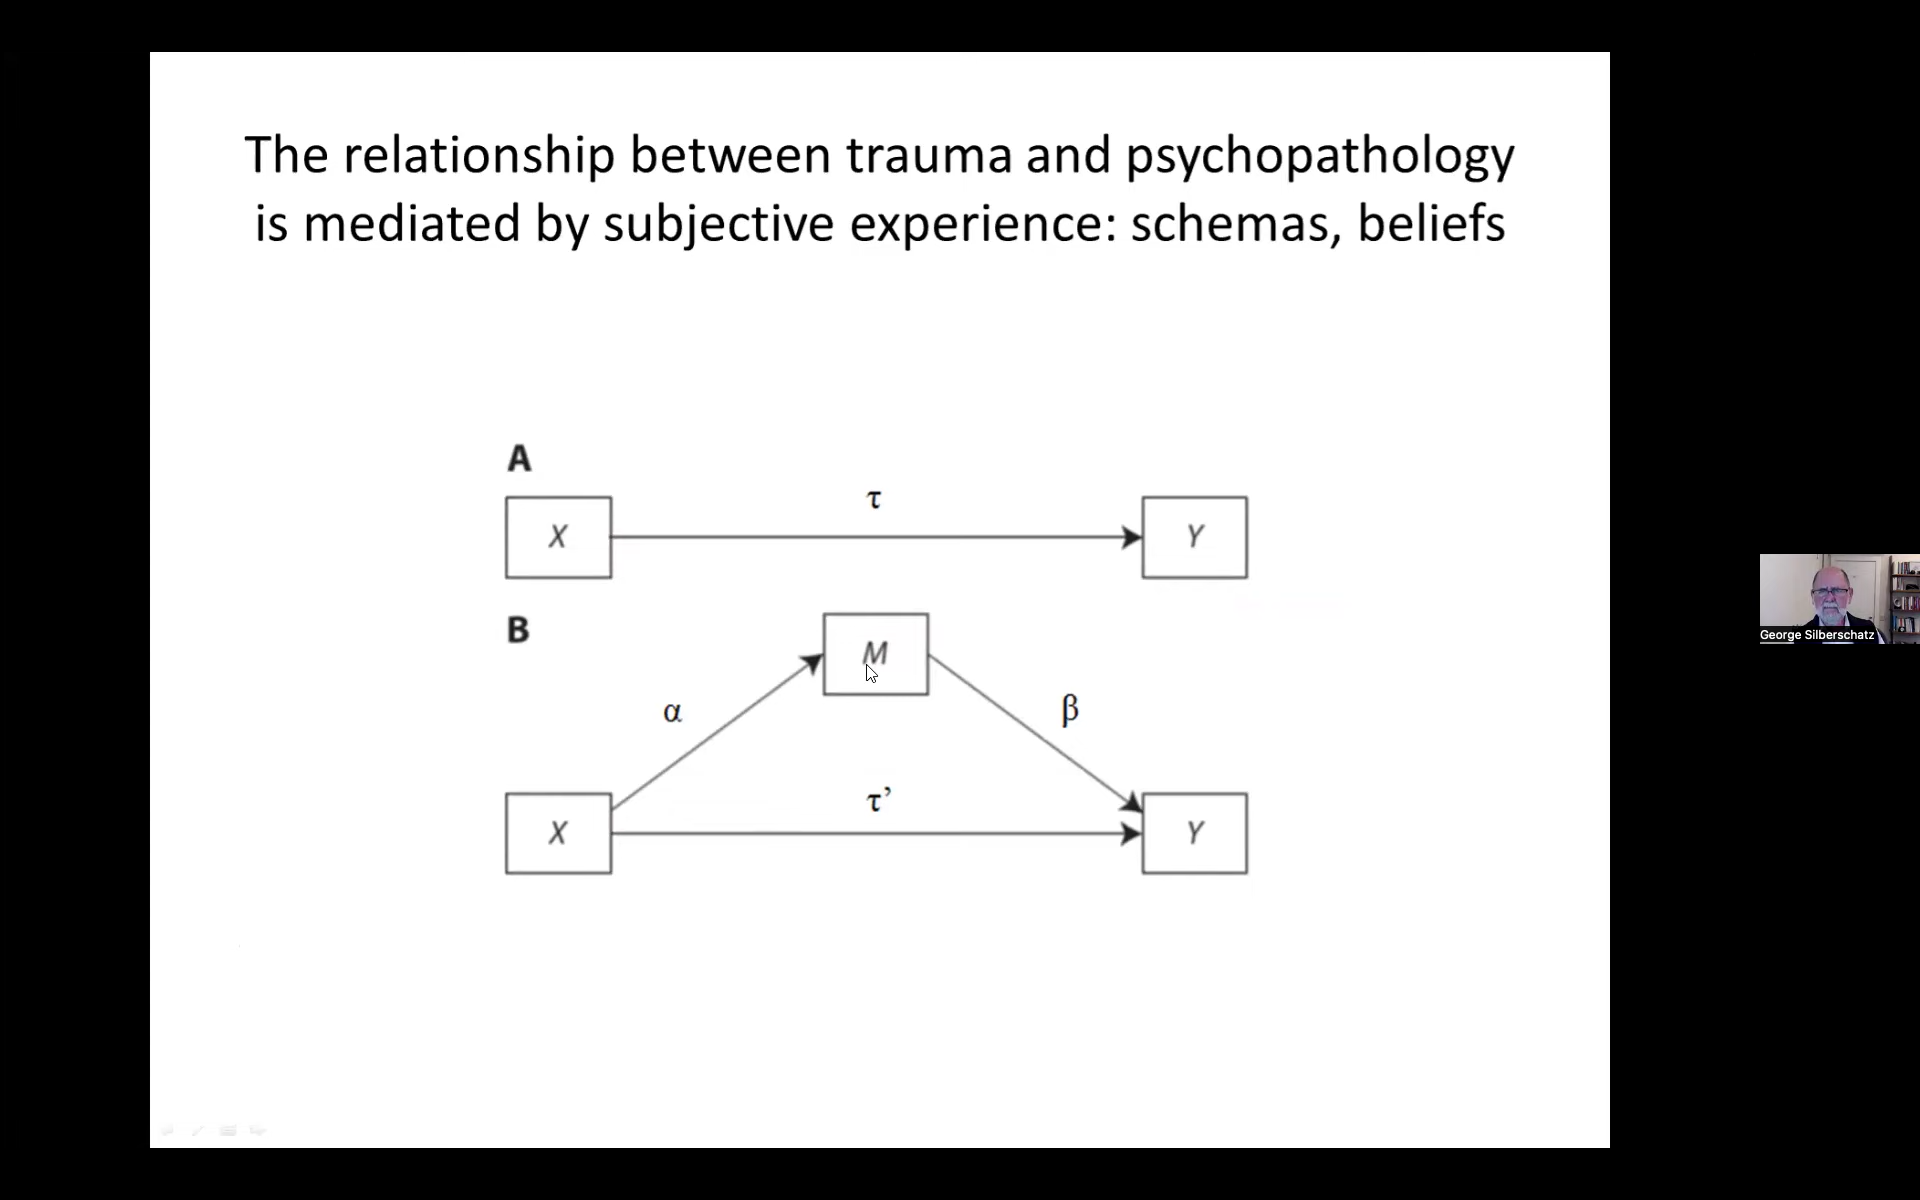 The relationship between trauma and psychopathology
is mediated by subjective experience: schemas, beliefs
A
τ
X
Y
B
M
α
β
τ’
X
Y
George Silberschatz